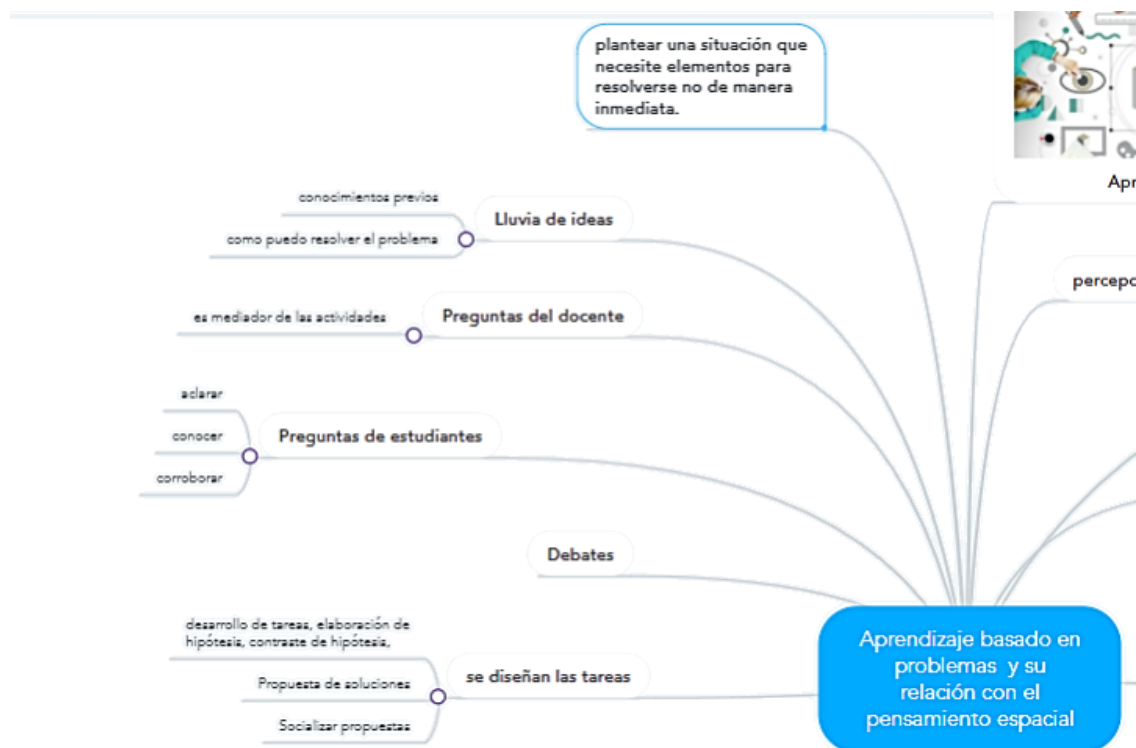 plantear una situación que
necesite elementos para
resolverse no de manera
inmediata.
Apr
conocimientos previos
Lluvia de ideas
como puedo resolver el problema
percepc
es mediador de las actividades
Preguntas del docente
aclarar
conocer
Preguntas de estudiantes
corroborar
Debates
desarrollo de tareas, elaboración de
hipótesis, contraste de hipótesis,
se diseñan las tareas
Propuesta de soluciones
Socializar propuestas
Aprendizaje basado en
problemas y su
relación con el
pensamiento espacial